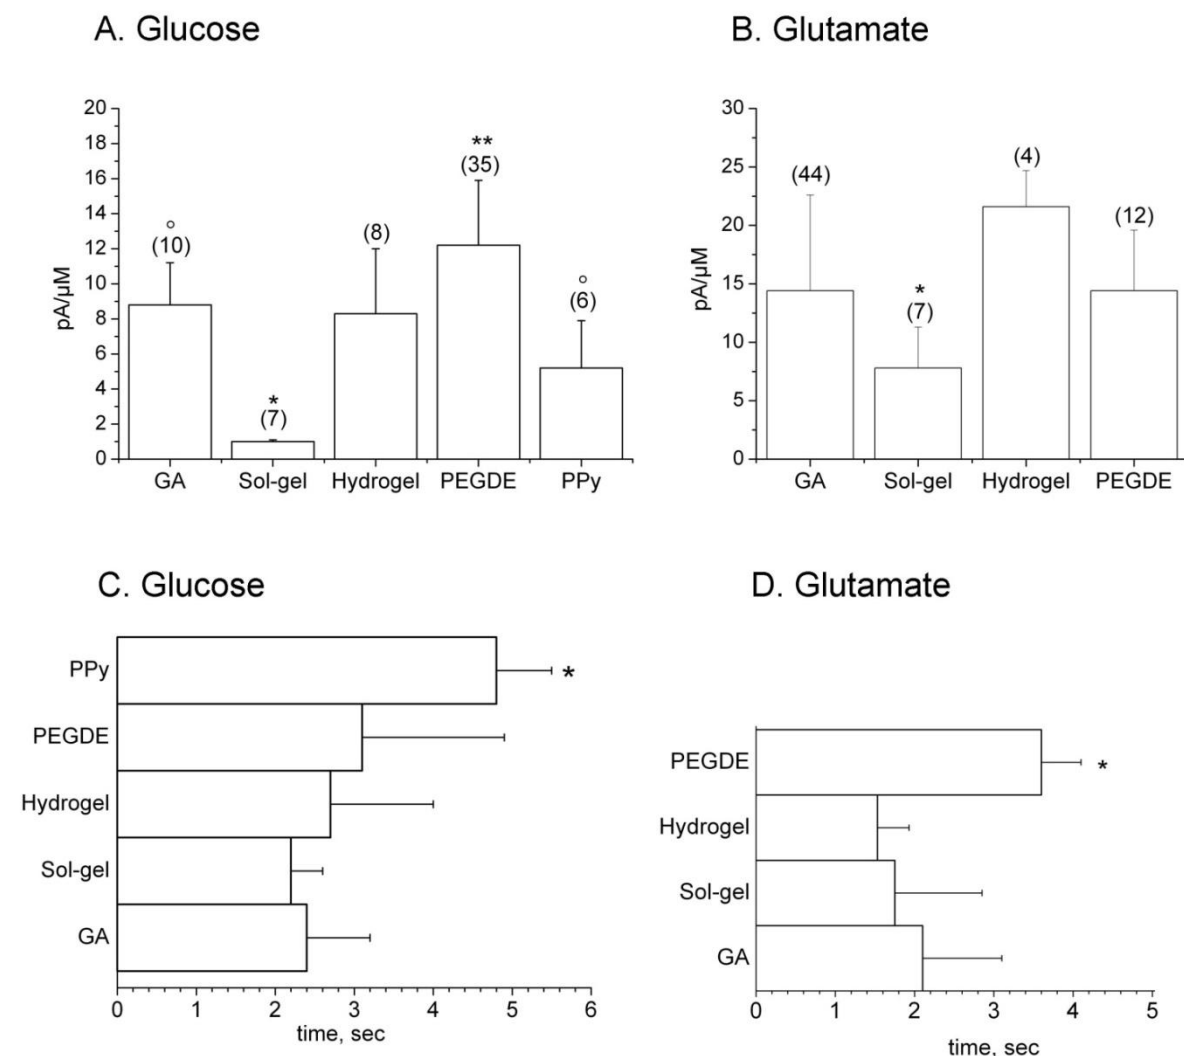 A. Glucose
20
18
16
14
12
10
8
6
4
2
0
pA/µM
°
(10)
*
(7)
(8)
**
(35)
°
(6)
GA Sol-gel Hydrogel PEGDE PPy
B. Glutamate
30
25
20
15
10
5
0
pA/µM
(44)
*
(7)
(4)
(12)
GA Sol-gel Hydrogel PEGDE
C. Glucose
PPy
*
PEGDE
Hydrogel
Sol-gel
GA
0 1 2 3 4 5 6
time, sec
D. Glutamate
PEGDE
*
Hydrogel
Sol-gel
GA
0 1 2 3 4 5
time, sec